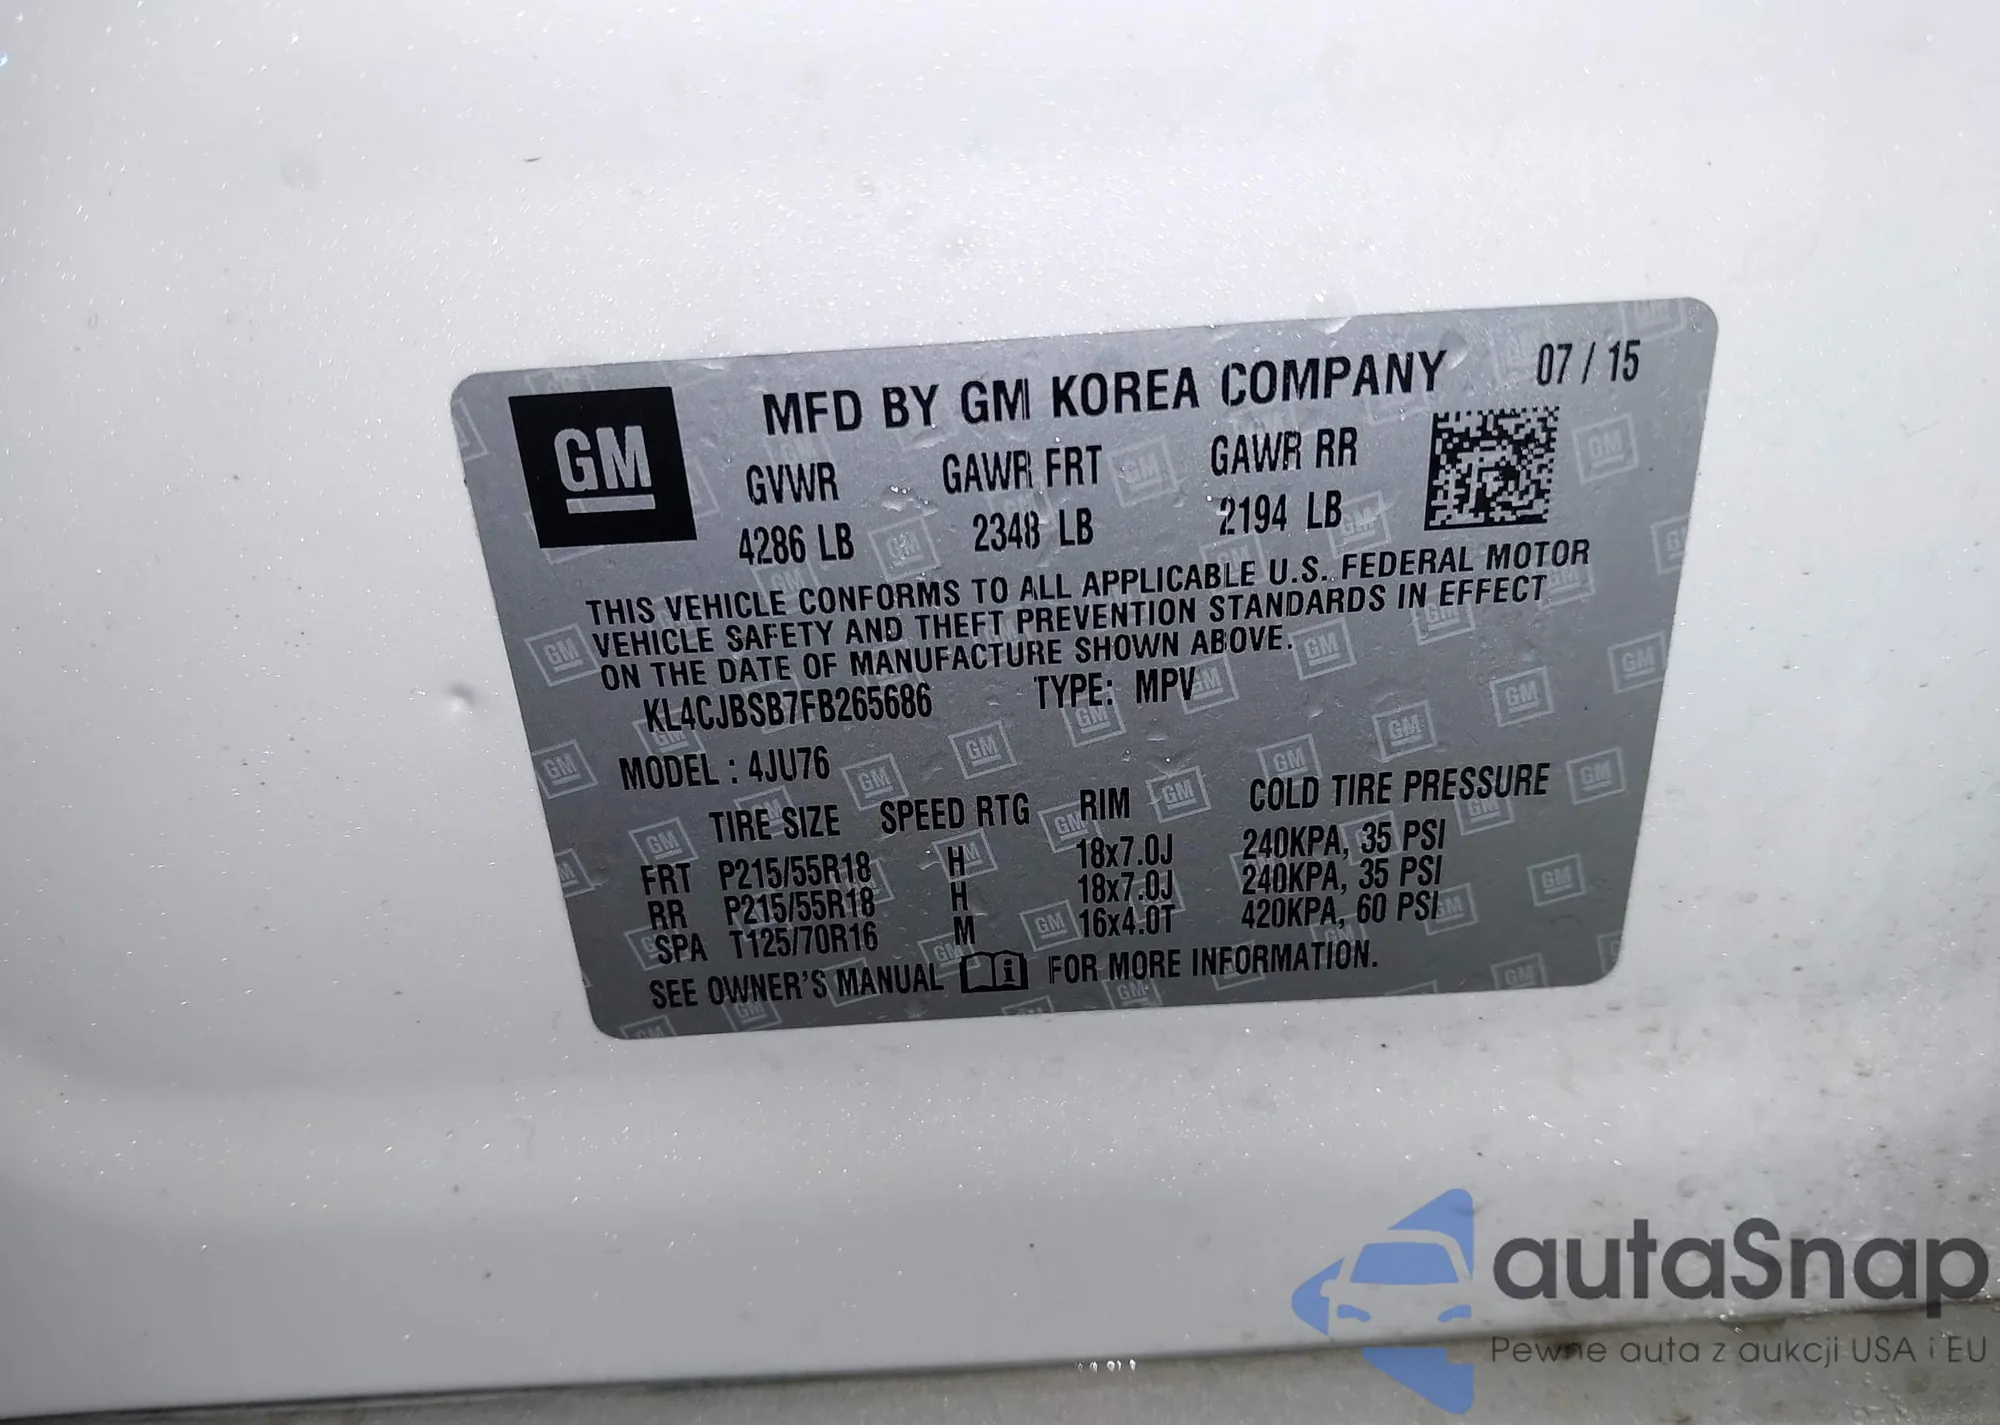 GM
MFD BY GM KOREA COMPANY 07 / 15
GVWR GAWR FRT GAWR RR
4286 LB 2348 LB 2194 LB
THIS VEHICLE CONFORMS TO ALL APPLICABLE U.S. FEDERAL MOTOR
VEHICLE SAFETY AND THEFT PREVENTION STANDARDS IN EFFECT
ON THE DATE OF MANUFACTURE SHOWN ABOVE.
KL4CJBSB7FB265686 TYPE: MPV
MODEL : 4JU76
TIRE SIZE SPEED RTG RIM COLD TIRE PRESSURE
FRT P215/55R18 H 18x7.0J 240KPA, 35 PSI
RR P215/55R18 H 18x7.0J 240KPA, 35 PSI
SPA T125/70R16 M 16x4.0T 420KPA, 60 PSI
SEE OWNER'S MANUAL FOR MORE INFORMATION.
autaSnap
Pewne auta z aukcji USA i EU